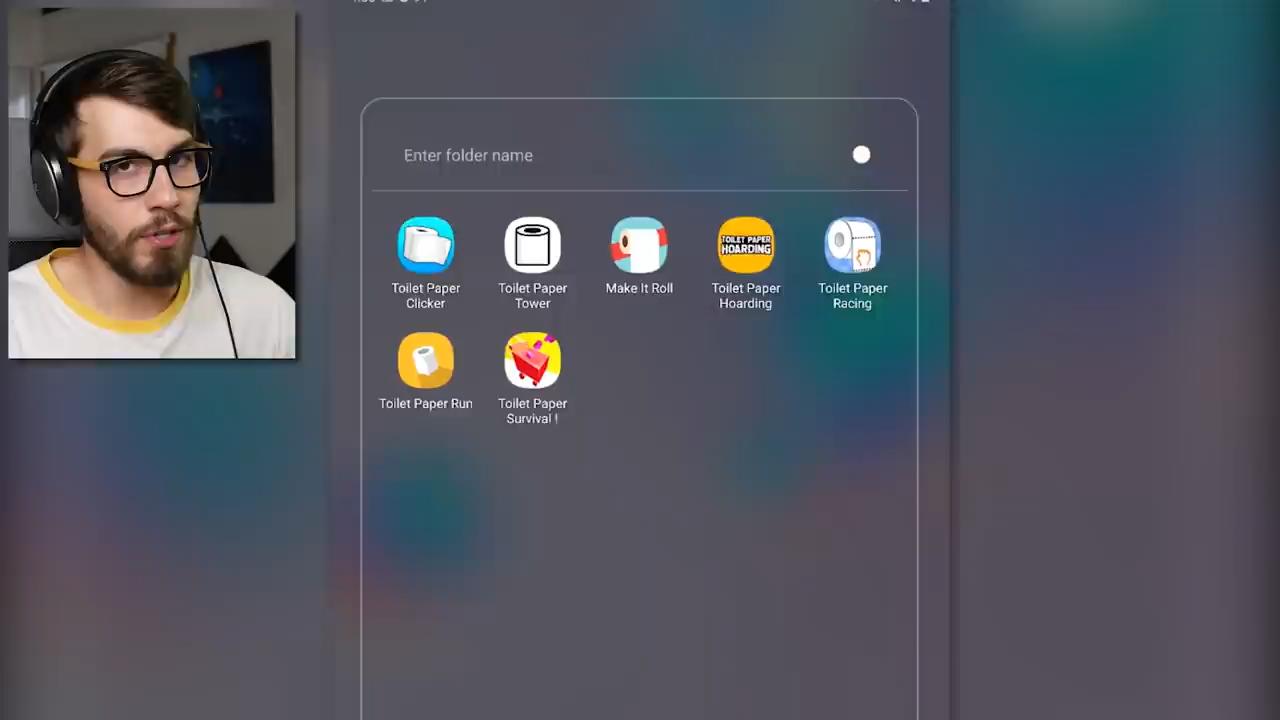 Enter folder name
TOILET PAPER
HOARDING
Toilet Paper
Clicker
Toilet Paper
Tower
Make It Roll
Toilet Paper
Hoarding
Toilet Paper
Racing
Toilet Paper Run
Toilet Paper
Survival !